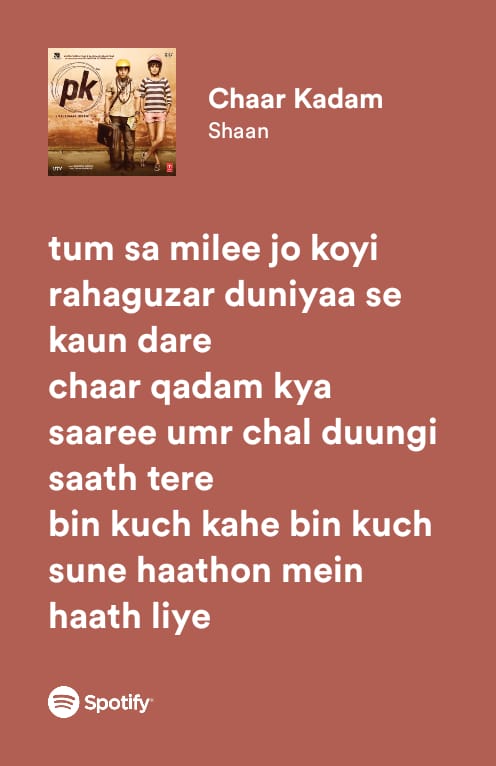 pk
Chaar Kadam
Shaan
tum sa milee jo koyi
rahaguzar duniyaa se
kaun dare
chaar qadam kya
saaree umr chal duungi
saath tere
bin kuch kahe bin kuch
sune haathon mein
haath liye
Spotify